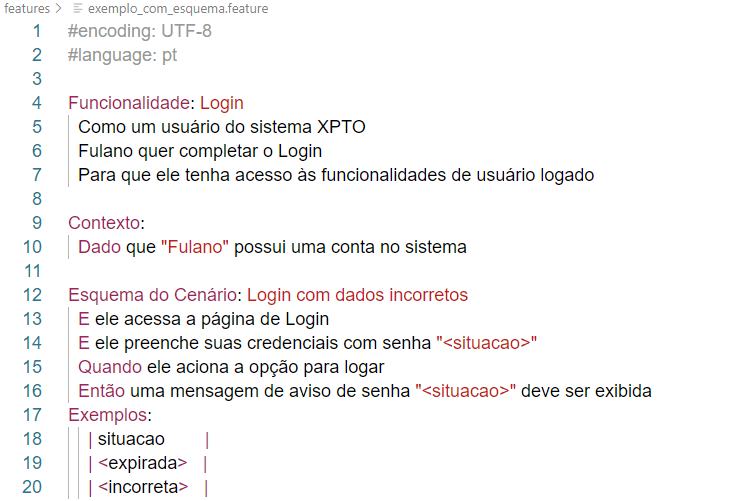 features > exemplo_com_esquema.feature
1 #encoding: UTF-8
2 #language: pt
3
4 Funcionalidade: Login
5 Como um usuário do sistema XPTO
6 Fulano quer completar o Login
7 Para que ele tenha acesso às funcionalidades de usuário logado
8
9 Contexto:
10 Dado que "Fulano" possui uma conta no sistema
11
12 Esquema do Cenário: Login com dados incorretos
13 E ele acessa a página de Login
14 E ele preenche suas credenciais com senha "<situacao>"
15 Quando ele aciona a opção para logar
16 Então uma mensagem de aviso de senha "<situacao>" deve ser exibida
17 Exemplos:
18 | situacao |
19 | <expirada> |
20 | <incorreta> |